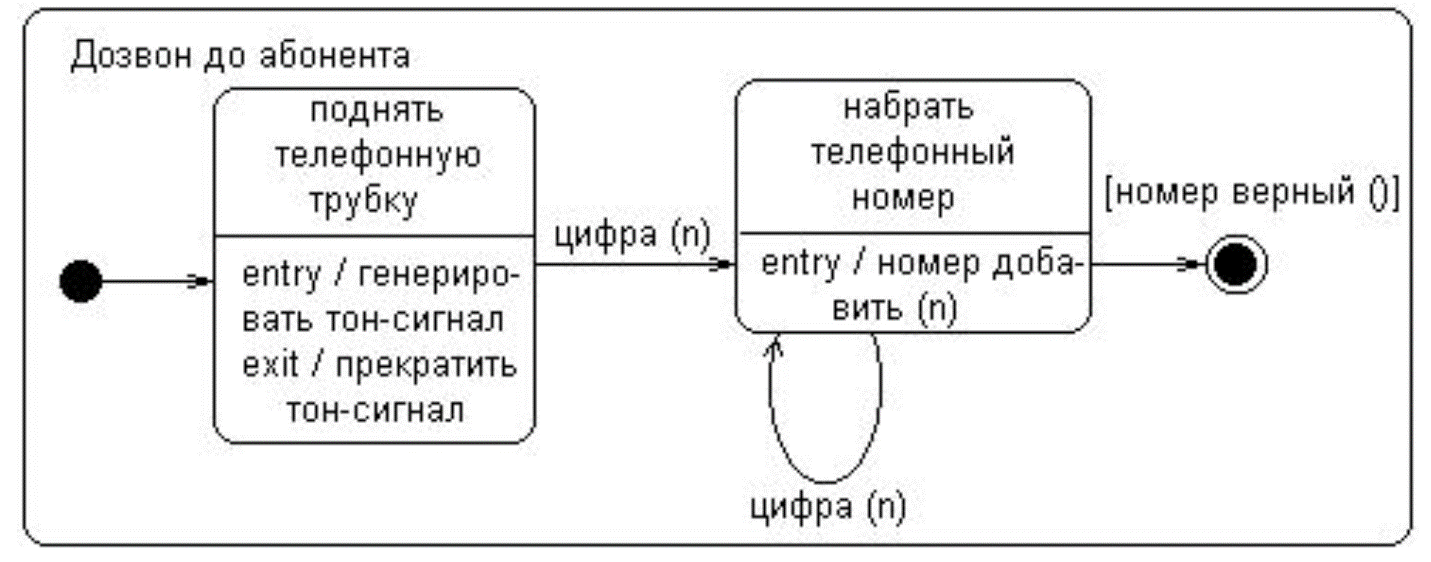 Дозвон до абонента
поднять
телефонную
трубку
entry / генериро-
вать тон-сигнал
exit / прекратить
тон-сигнал
цифра (n)
набрать
телефонный
номер
entry / номер доба-
вить (n)
цифра (n)
[номер верный ()]